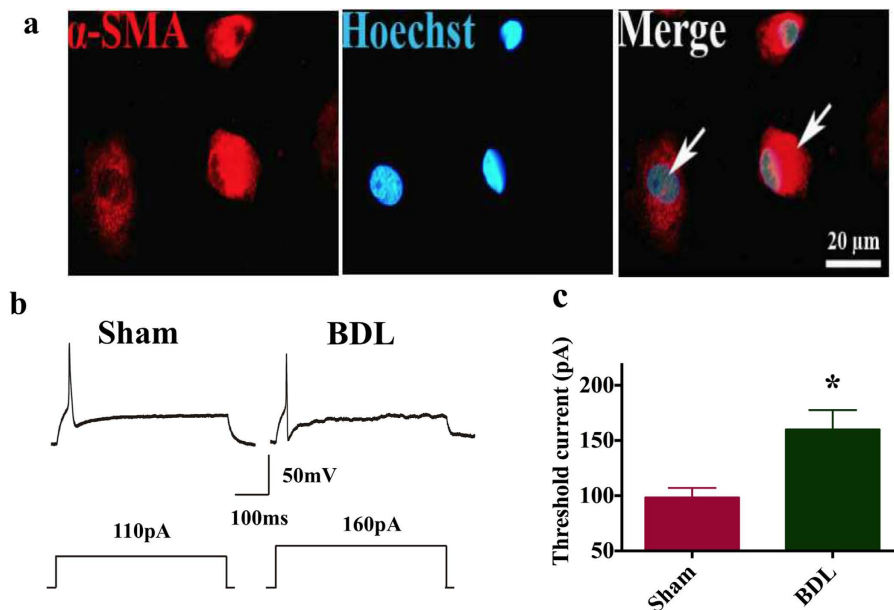 a
α-SMA
Hoechst
Merge
20 µm
b
Sham
BDL
50mV
100ms
110pA
160pA
c
Threshold current (pA)
200
150
100
50
*
Sham
BDL